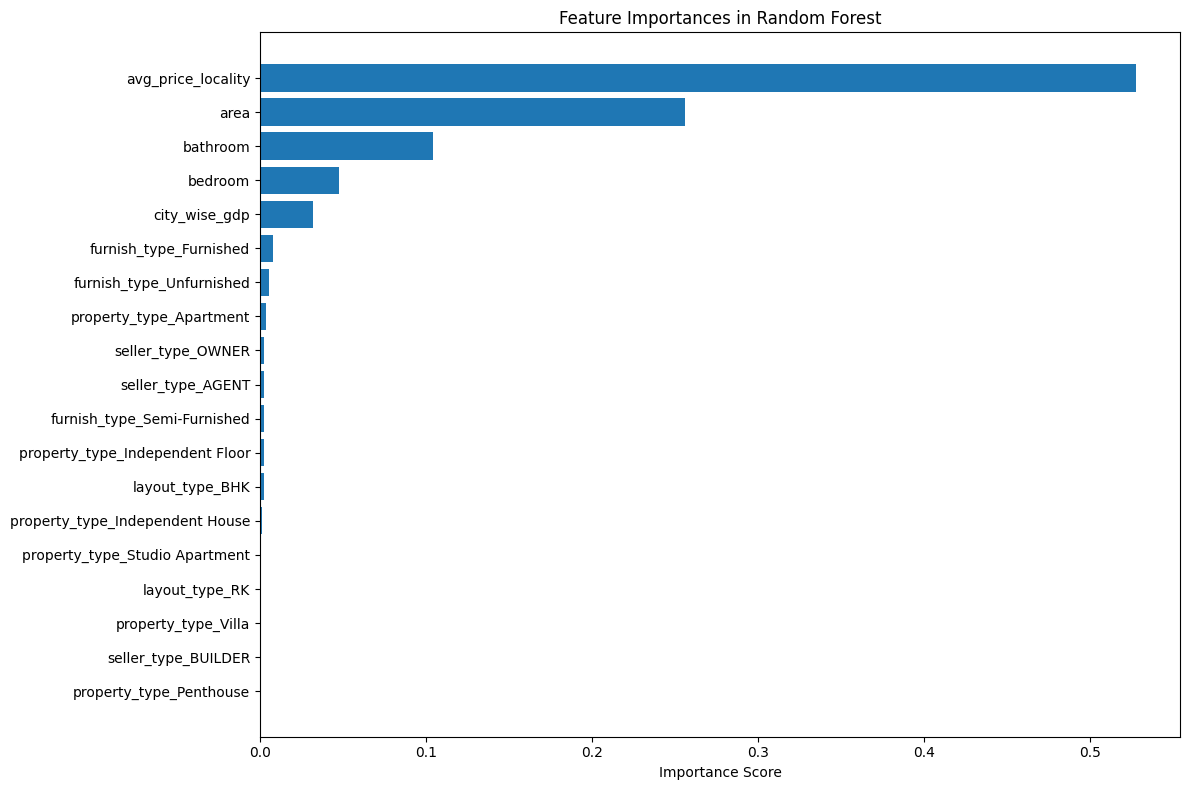 Feature Importances in Random Forest
avg_price_locality
area
bathroom
bedroom
city_wise_gdp
furnish_type_Furnished
furnish_type_Unfurnished
property_type_Apartment
seller_type_OWNER
seller_type_AGENT
furnish_type_Semi-Furnished
property_type_Independent Floor
layout_type_BHK
property_type_Independent House
property_type_Studio Apartment
layout_type_RK
property_type_Villa
seller_type_BUILDER
property_type_Penthouse
0.0 0.1 0.2 0.3 0.4 0.5
Importance Score